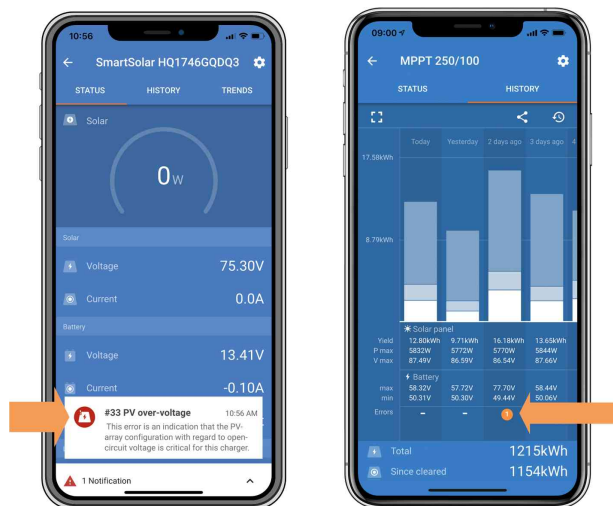 10:56
SmartSolar HQ1746GQDQ3
STATUS HISTORY TRENDS
Solar
0W
Solar
Voltage 75.30V
Current 0.0A
Battery
Voltage 13.41V
Current -0.10A
#33 PV over-voltage 10:56 AM
This error is an indication that the PV-
array configuration with regard to open-
circuit voltage is critical for this charger.
1 Notification
09:00
MPPT 250/100
STATUS HISTORY
Today Yesterday 2 days ago 3 days ago 4
17.58kWh
8.79kWh
Solar panel
Yield 12.80kWh 9.71kWh 16.18kWh 13.65kWh
P max 5832W 5772W 5770W 5844W
V max 87.49V 86.59V 86.54V 87.66V
Battery
max 58.32V 57.72V 77.70V 58.44V
min 50.31V 50.30V 49.44V 50.06V
Errors - - 1
Total 1215kWh
Since cleared 1154kWh